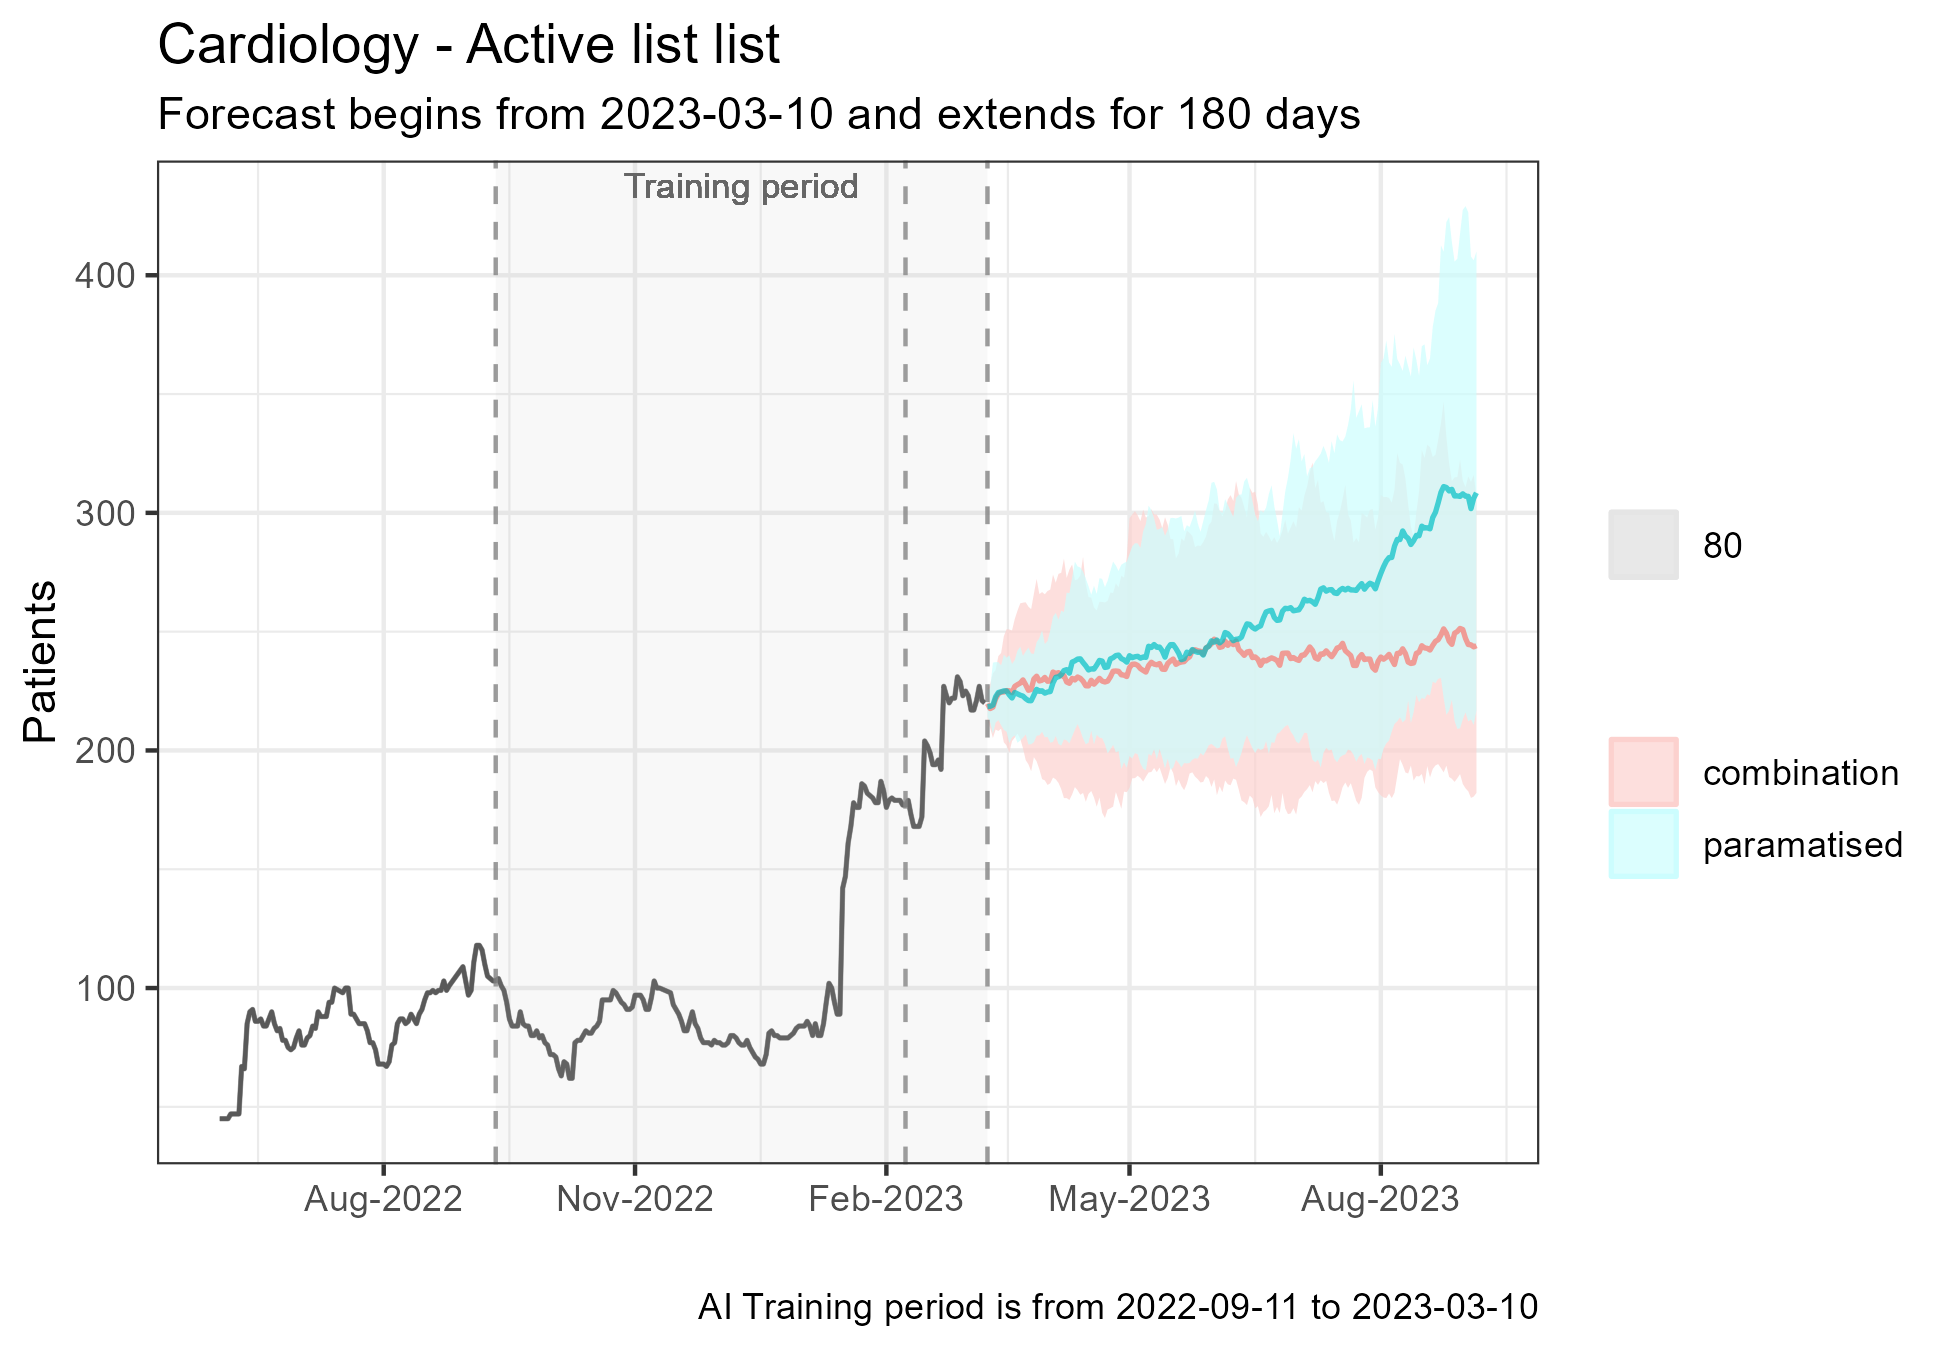 Cardiology - Active list list
Forecast begins from 2023-03-10 and extends for 180 days
Training period
400
300
200
100
Patients
Aug-2022
Nov-2022
Feb-2023
May-2023
Aug-2023
80
combination
paramatised
AI Training period is from 2022-09-11 to 2023-03-10